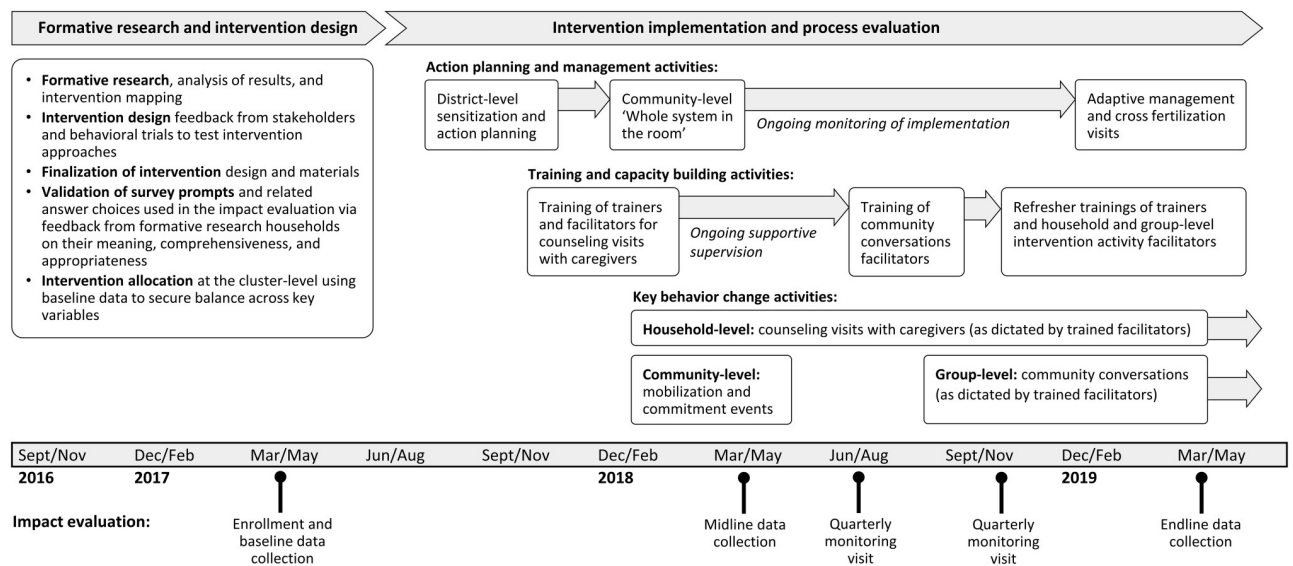 Formative research and intervention design
Intervention implementation and process evaluation
• Formative research, analysis of results, and
intervention mapping
• Intervention design feedback from stakeholders
and behavioral trials to test intervention
approaches
• Finalization of intervention design and materials
• Validation of survey prompts and related
answer choices used in the impact evaluation via
feedback from formative research households
on their meaning, comprehensiveness, and
appropriateness
• Intervention allocation at the cluster-level using
baseline data to secure balance across key
variables
Action planning and management activities:
District-level
sensitization and
action planning
Community-level
‘Whole system in
the room’
Ongoing monitoring of implementation
Adaptive management
and cross fertilization
visits
Training and capacity building activities:
Training of trainers
and facilitators for
counseling visits
with caregivers
Ongoing supportive
supervision
Training of
community
conversations
facilitators
Refresher trainings of trainers
and household and group-level
intervention activity facilitators
Key behavior change activities:
Household-level: counseling visits with caregivers (as dictated by trained facilitators)
Community-level:
mobilization and
commitment events
Group-level: community conversations
(as dictated by trained facilitators)
Sept/Nov Dec/Feb Mar/May Jun/Aug Sept/Nov Dec/Feb Mar/May Jun/Aug Sept/Nov Dec/Feb Mar/May
2016 2017 2018 2019
Impact evaluation:
Enrollment and
baseline data
collection
Midline data
collection
Quarterly
monitoring
visit
Quarterly
monitoring
visit
Endline data
collection